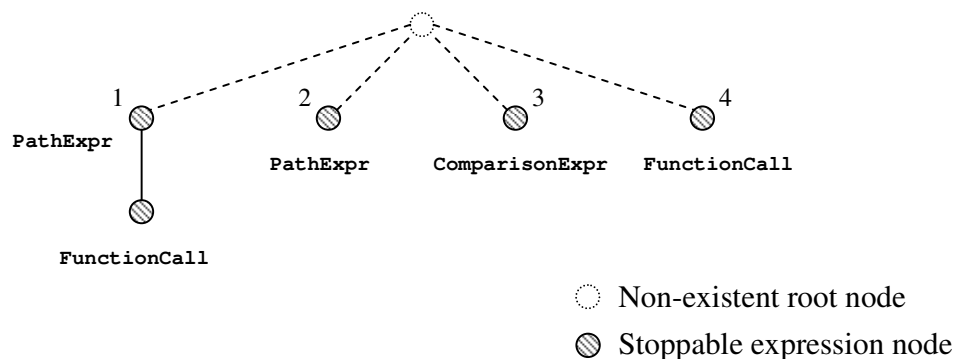 1
2
3
4
PathExpr
PathExpr
ComparisonExpr
FunctionCall
FunctionCall
Non-existent root node
Stoppable expression node